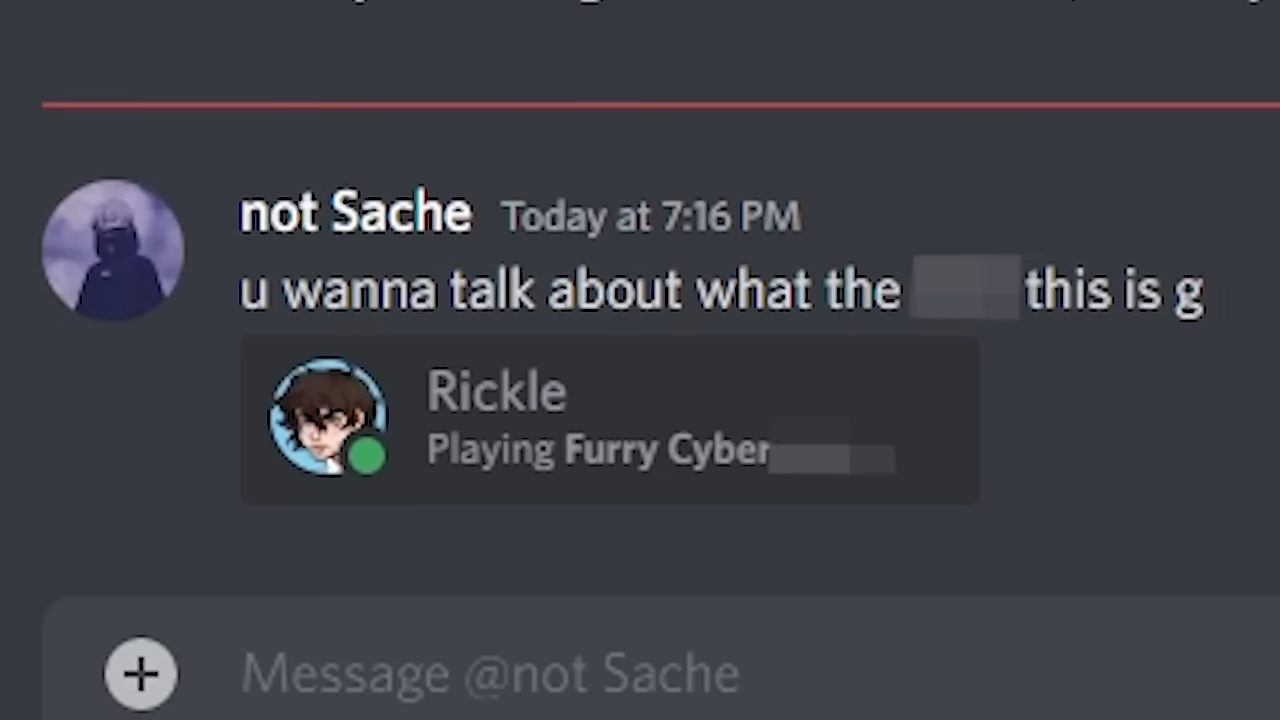 not Sache Today at 7:16 PM
u wanna talk about what the this is g
Rickle
Playing Furry Cyber
Message @not Sache